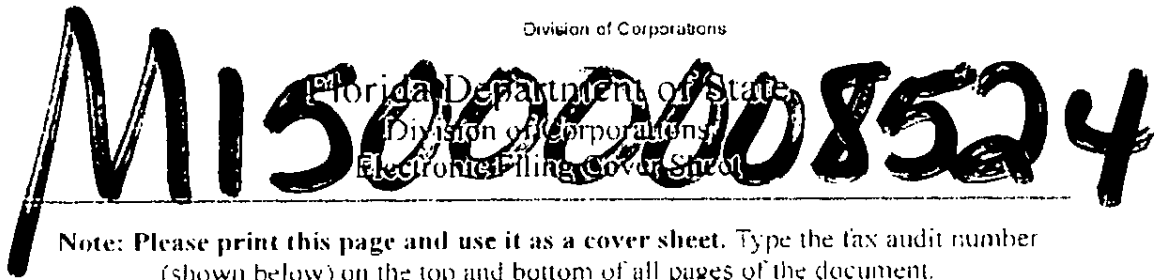 Division of Corporations
M15000008524
Florida Department of State
Division of Corporations
Electronic Filing Cover Sheet
Note: Please print this page and use it as a cover sheet. Type the fax audit number
(shown below) on the top and bottom of all pages of the document.